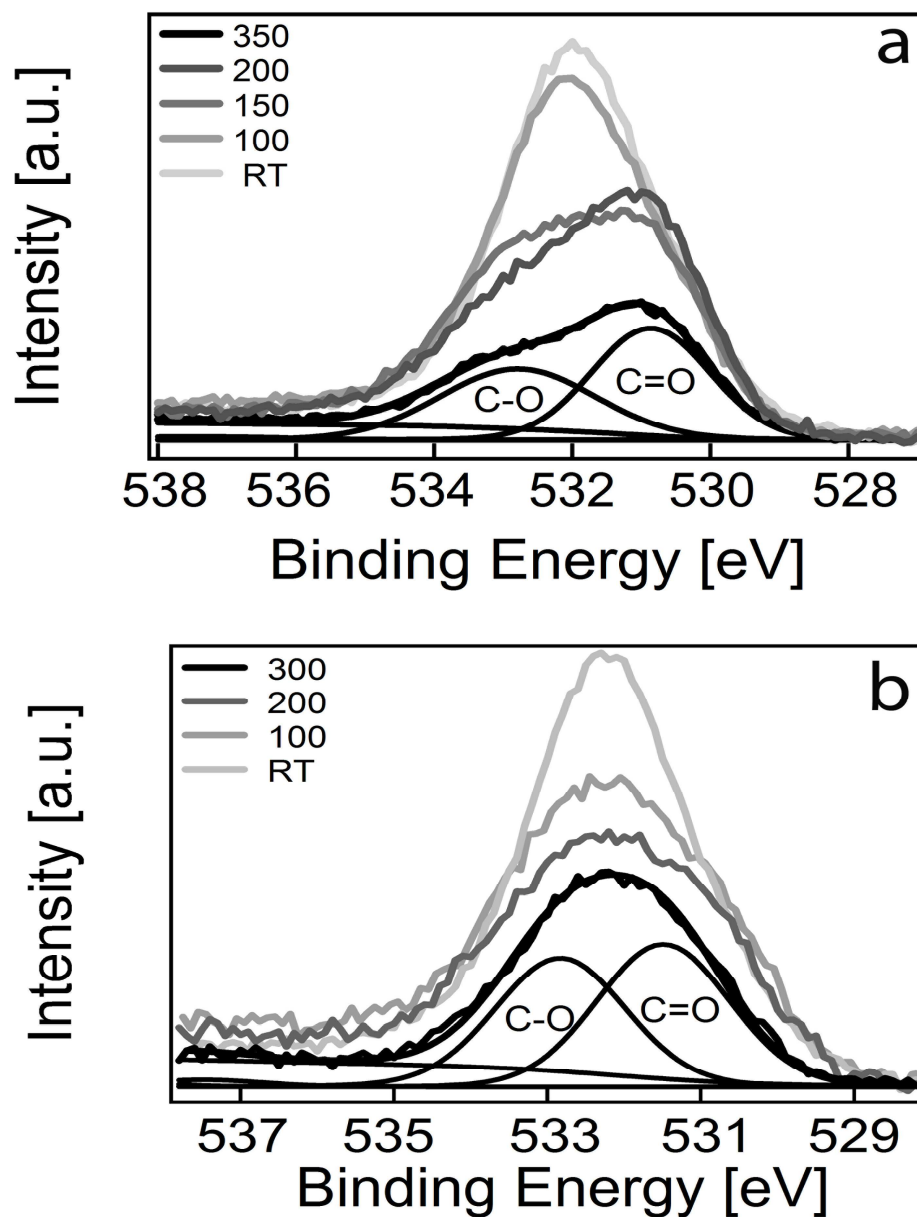 a
350
200
150
100
RT
C-O
C=O
Intensity [a.u.]
538 536 534 532 530 528
Binding Energy [eV]
b
300
200
100
RT
C-O
C=O
Intensity [a.u.]
537 535 533 531 529
Binding Energy [eV]